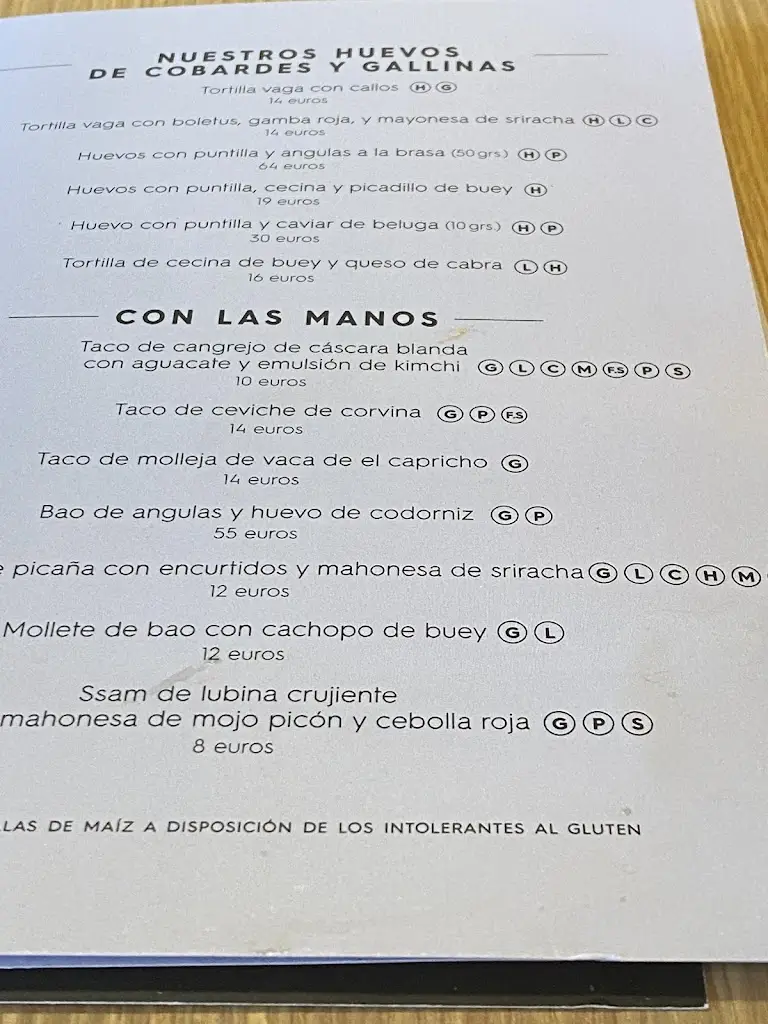 NUESTROS HUEVOS
DE COBARDES Y GALLINAS
Tortilla vaga con callos H G
14 euros
Tortilla vaga con boletus, gamba roja, y mayonesa de sriracha H L C
14 euros
Huevos con puntilla y angulas a la brasa (50grs.) H P
64 euros
Huevos con puntilla, cecina y picadillo de buey H
19 euros
Huevo con puntilla y caviar de beluga (10grs.) H P
30 euros
Tortilla de cecina de buey y queso de cabra L H
16 euros
CON LAS MANOS
Taco de cangrejo de cáscara blanda
con aguacate y emulsión de kimchi G L C M F.S P S
10 euros
Taco de ceviche de corvina G P F.S
14 euros
Taco de molleja de vaca de el capricho G
14 euros
Bao de angulas y huevo de codorniz G P
55 euros
picaña con encurtidos y mahonesa de sriracha G L C H M
12 euros
Mollete de bao con cachopo de buey G L
12 euros
Ssam de lubina crujiente
mahonesa de mojo picón y cebolla roja G P S
8 euros
LAS DE MAÍZ A DISPOSICIÓN DE LOS INTOLERANTES AL GLUTEN